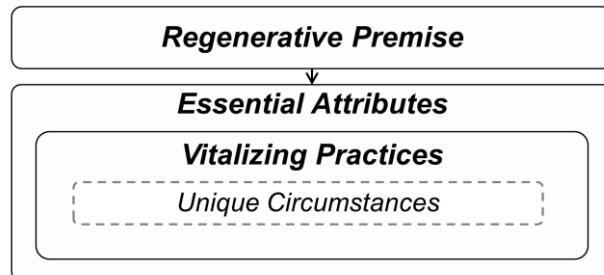 Regenerative Premise
Essential Attributes
Vitalizing Practices
Unique Circumstances